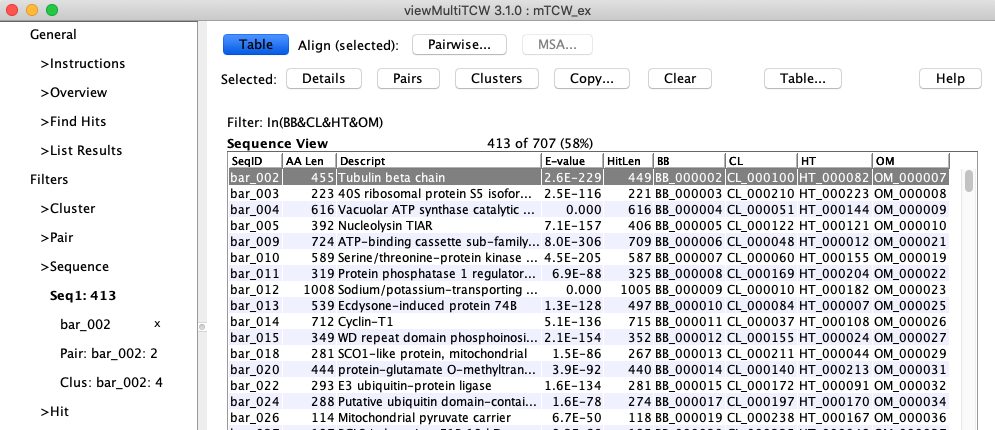 viewMultiTCW 3.1.0 : mTCW_ex
General
>Instructions
>Overview
>Find Hits
>List Results
Filters
>Cluster
>Pair
>Sequence
Seq1: 413
bar_002 x
Pair: bar_002: 2
Clus: bar_002: 4
>Hit
Table Align (selected): Pairwise... MSA...
Selected: Details Pairs Clusters Copy... Clear Table... Help
Filter: In(BB&CL&HT&OM)
Sequence View 413 of 707 (58%)
SeqID AA Len Descript E-value HitLen BB CL HT OM
bar_002 455 Tubulin beta chain 2.6E-229 449 BB_000002 CL_000100 HT_000082 OM_000007
bar_003 223 40S ribosomal protein S5 isofor... 2.5E-116 221 BB_000003 CL_000210 HT_000223 OM_000008
bar_004 616 Vacuolar ATP synthase catalytic ... 0.000 616 BB_000004 CL_000051 HT_000144 OM_000009
bar_005 392 Nucleolysin TIAR 7.1E-157 406 BB_000005 CL_000122 HT_000121 OM_000010
bar_009 724 ATP-binding cassette sub-family... 8.0E-306 709 BB_000006 CL_000048 HT_000012 OM_000021
bar_010 589 Serine/threonine-protein kinase ... 4.5E-205 587 BB_000007 CL_000060 HT_000155 OM_000019
bar_011 319 Protein phosphatase 1 regulator... 6.9E-88 325 BB_000008 CL_000169 HT_000204 OM_000022
bar_012 1008 Sodium/potassium-transporting ... 0.000 1005 BB_000009 CL_000010 HT_000182 OM_000023
bar_013 539 Ecdysone-induced protein 74B 1.3E-128 497 BB_000010 CL_000084 HT_000007 OM_000025
bar_014 712 Cyclin-T1 5.1E-136 715 BB_000011 CL_000037 HT_000108 OM_000026
bar_015 349 WD repeat domain phosphoinosi... 2.1E-154 352 BB_000012 CL_000155 HT_000024 OM_000027
bar_018 281 SCO1-like protein, mitochondrial 1.5E-86 267 BB_000013 CL_000211 HT_000044 OM_000029
bar_020 444 protein-glutamate O-methyltran... 3.9E-92 440 BB_000014 CL_000140 HT_000213 OM_000031
bar_022 293 E3 ubiquitin-protein ligase 1.6E-134 281 BB_000015 CL_000172 HT_000091 OM_000032
bar_024 288 Putative ubiquitin domain-contai... 1.6E-78 274 BB_000017 CL_000197 HT_000170 OM_000034
bar_026 114 Mitochondrial pyruvate carrier 6.7E-50 118 BB_000019 CL_000238 HT_000167 OM_000036